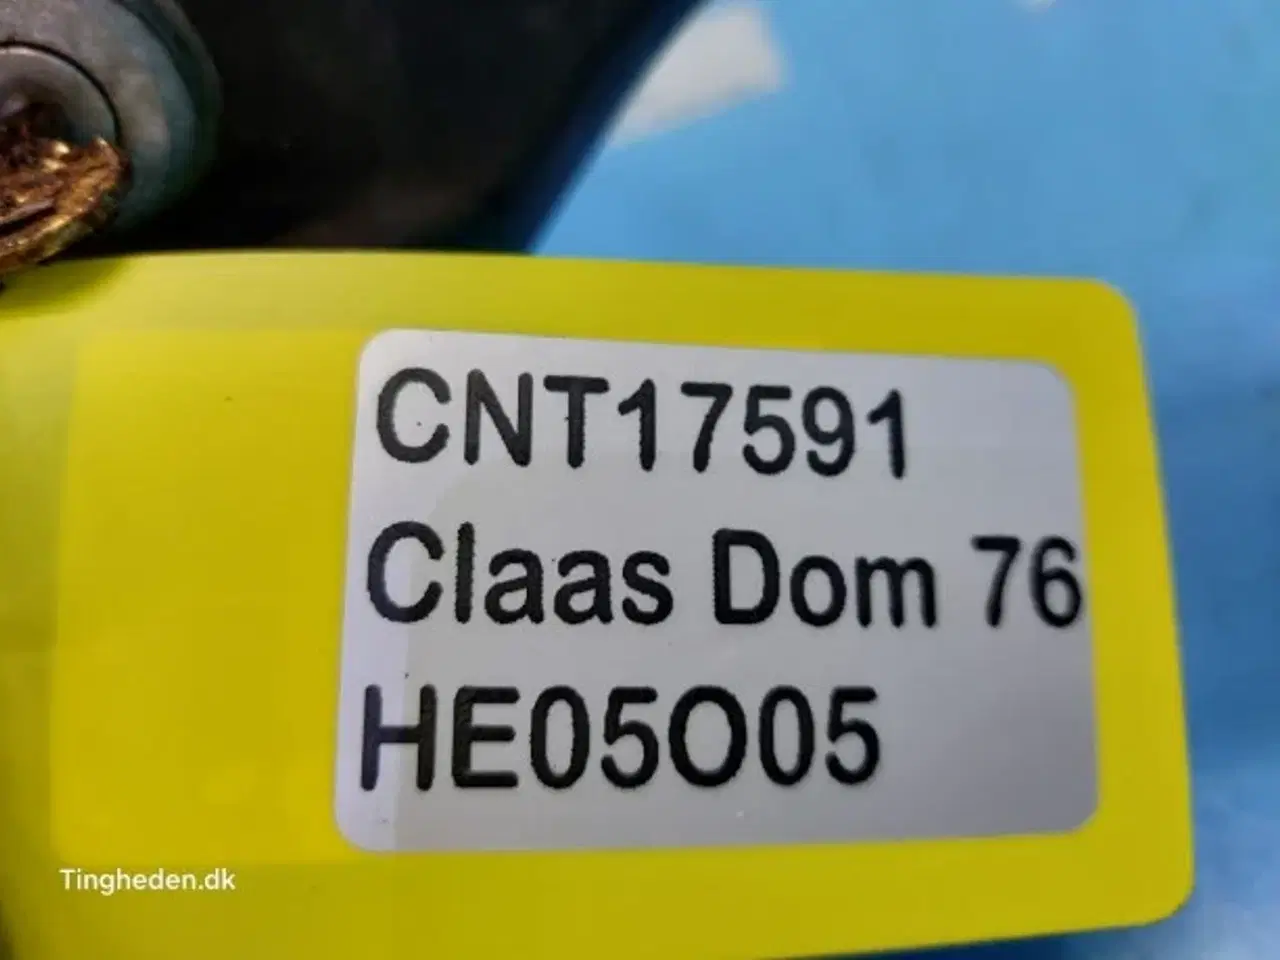 CNT17591
Claas Dom 76
HE05O05
Tingheden.dk